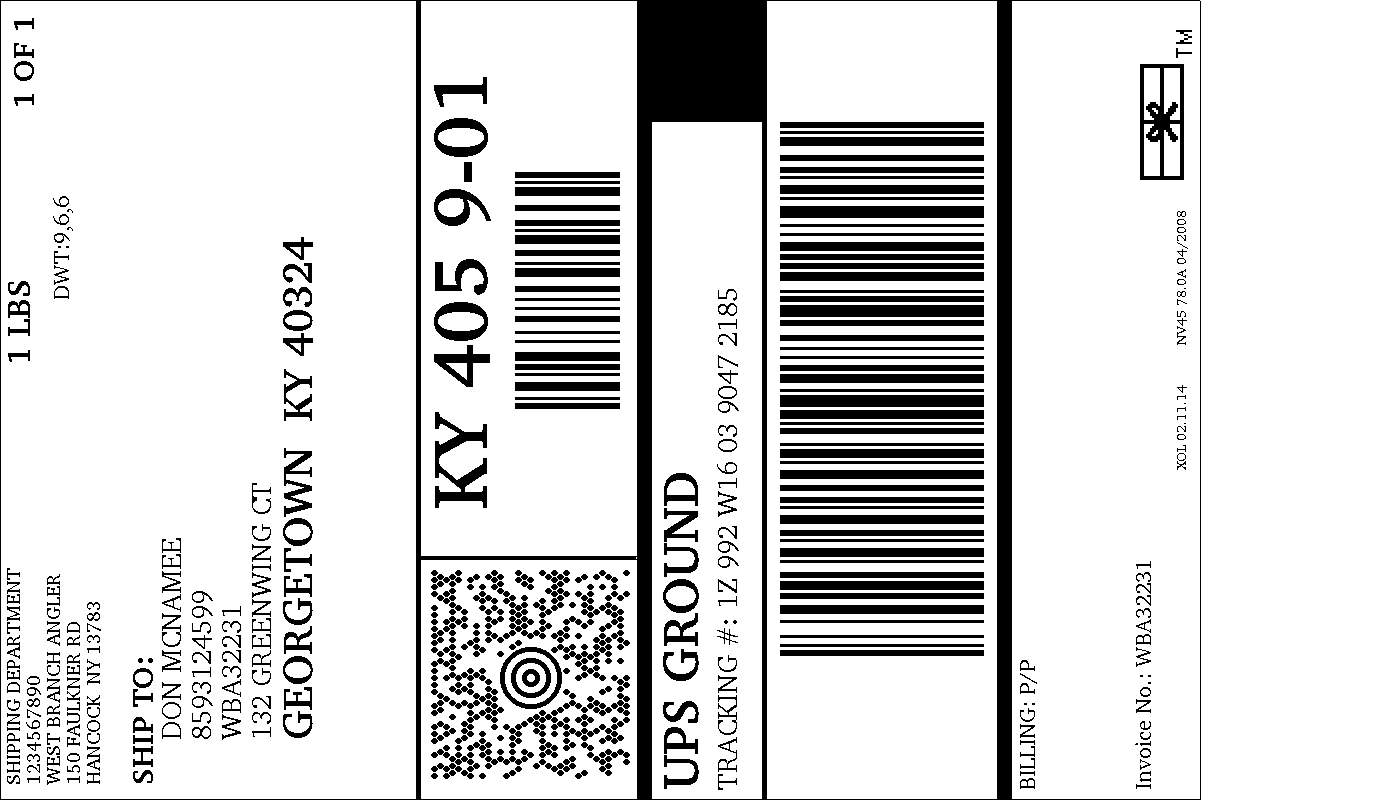 1 LBS
1 OF 1
SHIPPING DEPARTMENT
1234567890
WEST BRANCH ANGLER
150 FAULKNER RD
HANCOCK NY 13783
DWT:9,6,6
SHIP TO:
DON MCNAMEE
8593124599
WBA32231
132 GREENWING CT
GEORGETOWN KY 40324
KY 405 9-01
UPS GROUND
TRACKING #: 1Z 992 W16 03 9047 2185
BILLING: P/P
Invoice No.: WBA32231
XOL 02.11.14
NV45 78.0A 04/2008
TM